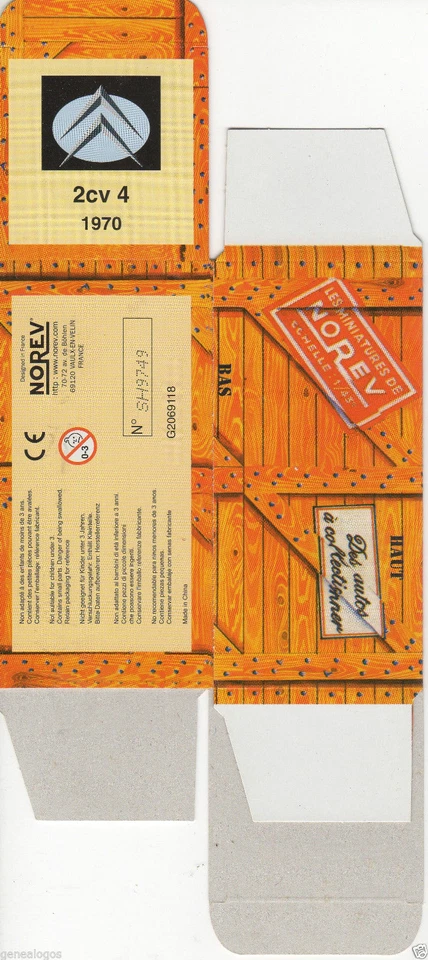 2cv 4
1970
Designed in France
NOREV®
http : www.norev.com
70-72 av. de Böhlen
69120 VAULX-EN-VELIN
FRANCE
N° SH9749
G2069118
CE
0-3
Non adapté à des enfants de moins de 3 ans.
Contient des petites pièces pouvant être avalées.
Conserver l'emballage: référence fabricant.
Not suitable for children under 3.
Contains small parts. Danger of being swallowed.
Retain packaging for reference
Nicht geeignet für Kinder unter 3 Jahren.
Verschluckungsgefahr: Enthält Kleinteile.
Bitte Daten aufbewahren: Herstellerreferenz
Non adattato ai bambini di età inferiore a 3 anni.
Contiene pezzi di piccole dimensioni
che possono essere ingeriti.
Conservare l'imballo referenze fabbricante.
No recommendable para niños menores de 3 anos
Contiene piezas pequeñas.
Conservar embalaje con senas fabricante
Made in China
BAS
LES MINIATURES DE
NOREV
ECHELLE 1/43
HAUT
Des autos
à collectionner
genealogos